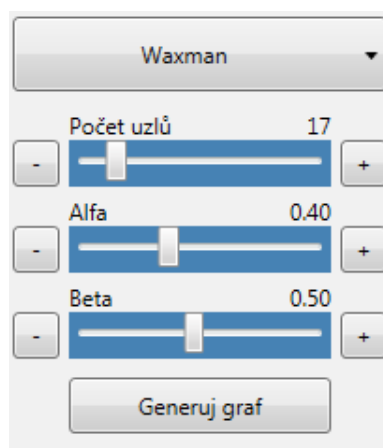 Waxman
Počet uzlů 17
- +
Alfa 0.40
- +
Beta 0.50
- +
Generuj graf